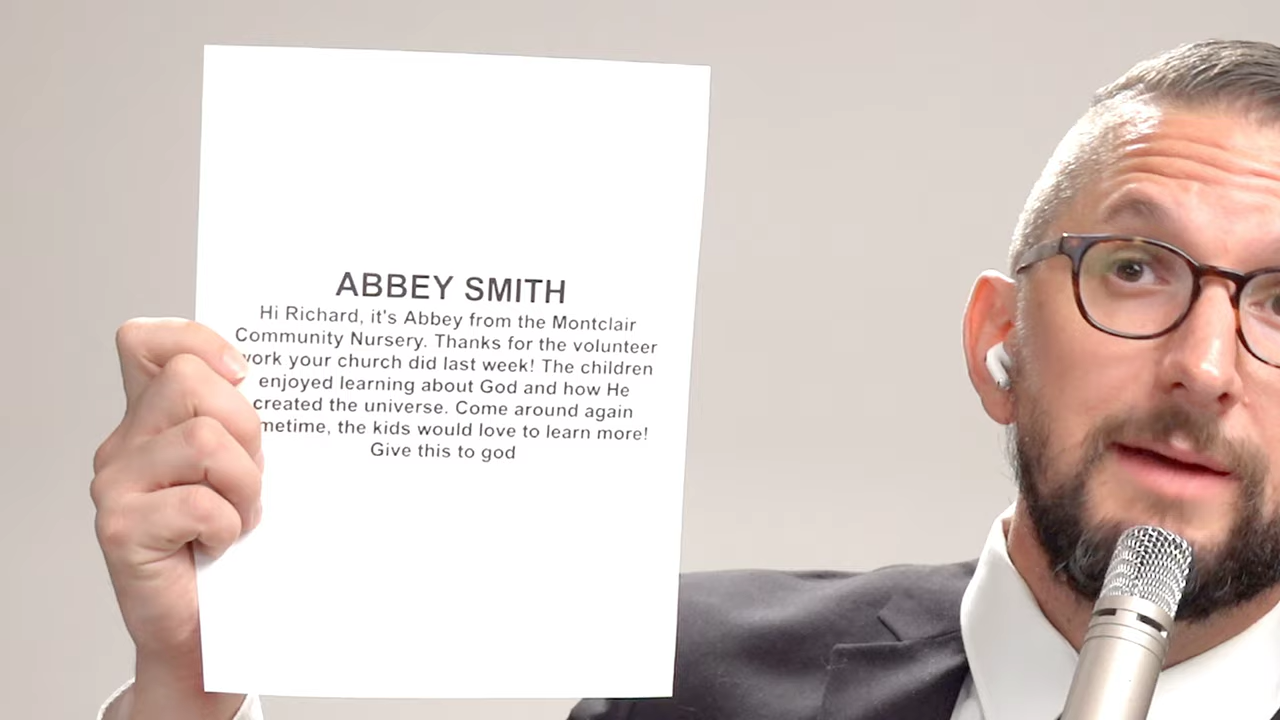 ABBEY SMITH
Hi Richard, it's Abbey from the Montclair
Community Nursery. Thanks for the volunteer
work your church did last week! The children
enjoyed learning about God and how He
created the universe. Come around again
metime, the kids would love to learn more!
Give this to god